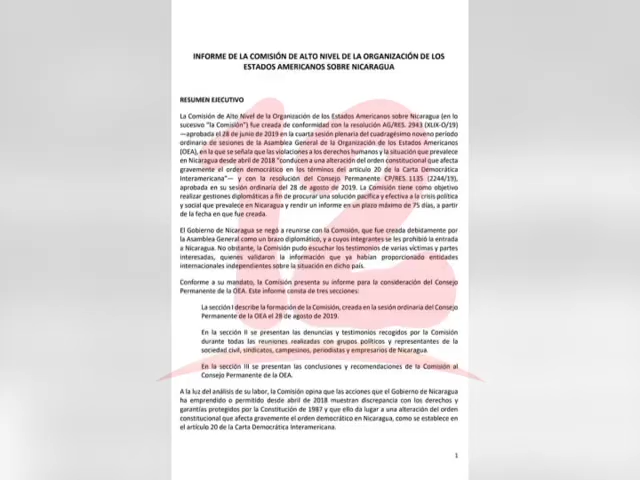 INFORME DE LA COMISIÓN DE ALTO NIVEL DE LA ORGANIZACIÓN DE LOS
ESTADOS AMERICANOS SOBRE NICARAGUA
RESUMEN EJECUTIVO
La Comisión de Alto Nivel de la Organización de los Estados Americanos sobre Nicaragua (en lo
sucesivo "la Comisión") fue creada de conformidad con la resolución AG/RES. 2943 (XLIX-O/19)
—aprobada el 28 de junio de 2019 en la cuarta sesión plenaria del cuadragésimo noveno período
ordinario de sesiones de la Asamblea General de la Organización de los Estados Americanos
(OEA), en la que se señala que las violaciones a los derechos humanos y la situación que prevalece
en Nicaragua desde abril de 2018 "conducen a una alteración del orden constitucional que afecta
gravemente el orden democrático en los términos del artículo 20 de la Carta Democrática
Interamericana"— y con la resolución del Consejo Permanente CP/RES. 1135 (2244/19),
aprobada en su sesión ordinaria del 28 de agosto de 2019. La Comisión tiene como objetivo
realizar gestiones diplomáticas a fin de procurar una solución pacífica y efectiva a la crisis política
y social que prevalece en Nicaragua y rendir un informe en un plazo máximo de 75 días, a partir
de la fecha en que fue creada.
El Gobierno de Nicaragua se negó a reunirse con la Comisión, que fue creada debidamente por
la Asamblea General como un brazo diplomático, y a cuyos integrantes se les prohibió la entrada
a Nicaragua. No obstante, la Comisión pudo escuchar los testimonios de varias víctimas y partes
interesadas, quienes validaron la información que ya habían proporcionado entidades
internacionales independientes sobre la situación en dicho país.
Conforme a su mandato, la Comisión presenta su informe para la consideración del Consejo
Permanente de la OEA. Este informe consta de tres secciones:
La sección I describe la formación de la Comisión, creada en la sesión ordinaria del Consejo
Permanente de la OEA el 28 de agosto de 2019.
En la sección II se presentan las denuncias y testimonios recogidos por la Comisión
durante todas las reuniones realizadas con grupos políticos y representantes de la
sociedad civil, sindicatos, campesinos, periodistas y empresarios de Nicaragua.
En la sección III se presentan las conclusiones y recomendaciones de la Comisión al
Consejo Permanente de la OEA.
A la luz del análisis de su labor, la Comisión opina que las acciones que el Gobierno de Nicaragua
ha emprendido o permitido desde abril de 2018 muestran discrepancia con los derechos y
garantías protegidos por la Constitución de 1987 y que ello da lugar a una alteración del orden
constitucional que afecta gravemente el orden democrático en Nicaragua, como se establece en
el artículo 20 de la Carta Democrática Interamericana.
1
12